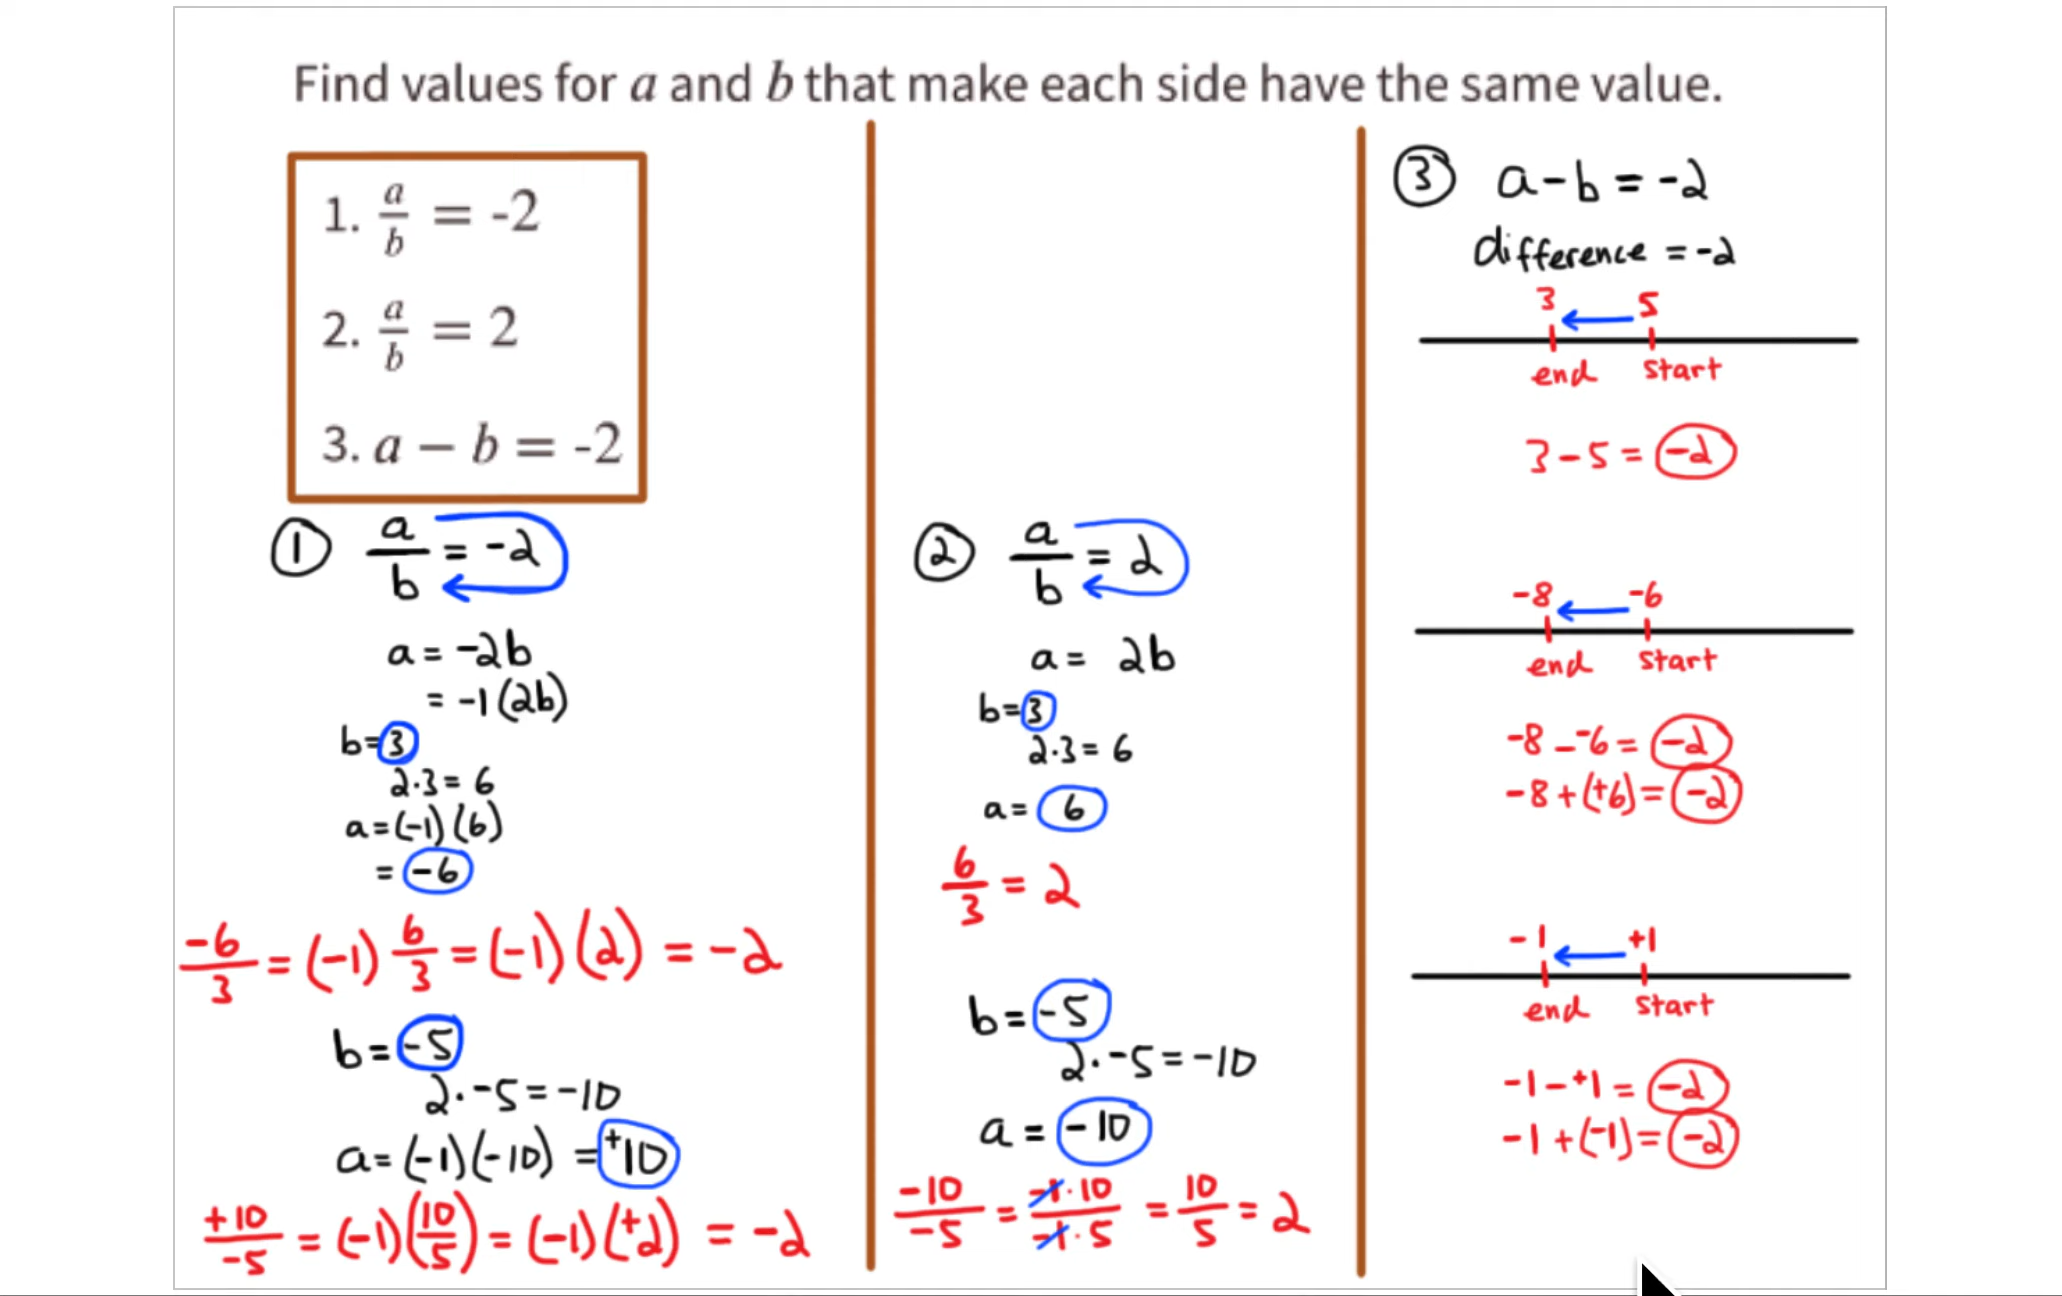 Find values for a and b that make each side have the same value.
1. a/b = -2
2. a/b = 2
3. a − b = -2
① a/b = -2
a = -2b
= -1(2b)
b=3
2·3 = 6
a=(-1)(6)
= -6
-6/3 = (-1) 6/3 = (-1)(2) = -2
b= -5
2·-5 = -10
a= (-1)(-10) = +10
+10/-5 = (-1)(10/5) = (-1)(+2) = -2
② a/b = 2
a = 2b
b=3
2·3 = 6
a = 6
6/3 = 2
b= -5
2·-5 = -10
a = -10
-10/-5 = -1·10/-1·5 = 10/5 = 2
③ a-b = -2
difference = -2
3 5
end start
3 - 5 = -2
-8 -6
end start
-8 - -6 = -2
-8 + (+6) = -2
-1 +1
end start
-1 - +1 = -2
-1 + (-1) = -2